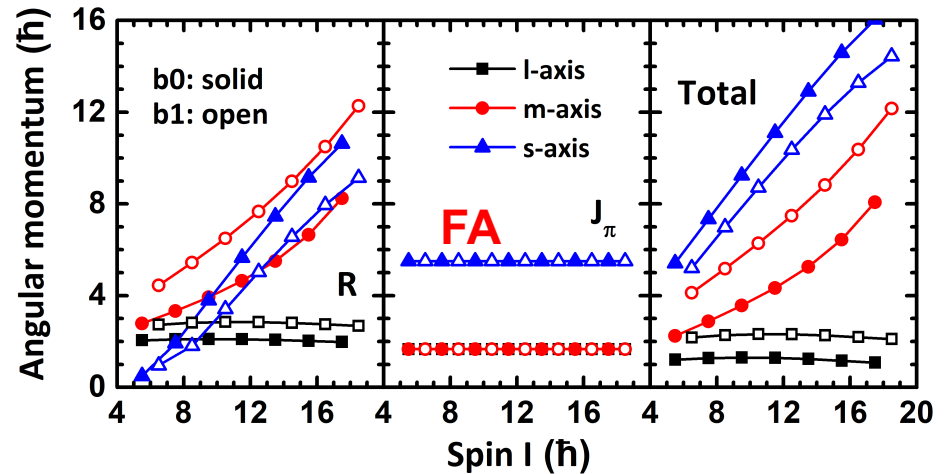 Angular momentum (ħ)
16
12
8
4
0
b0: solid
b1: open
R
l-axis
m-axis
s-axis
FA
Jπ
Total
4 8 12 16 4 8 12 16 4 8 12 16 20
Spin I (ħ)